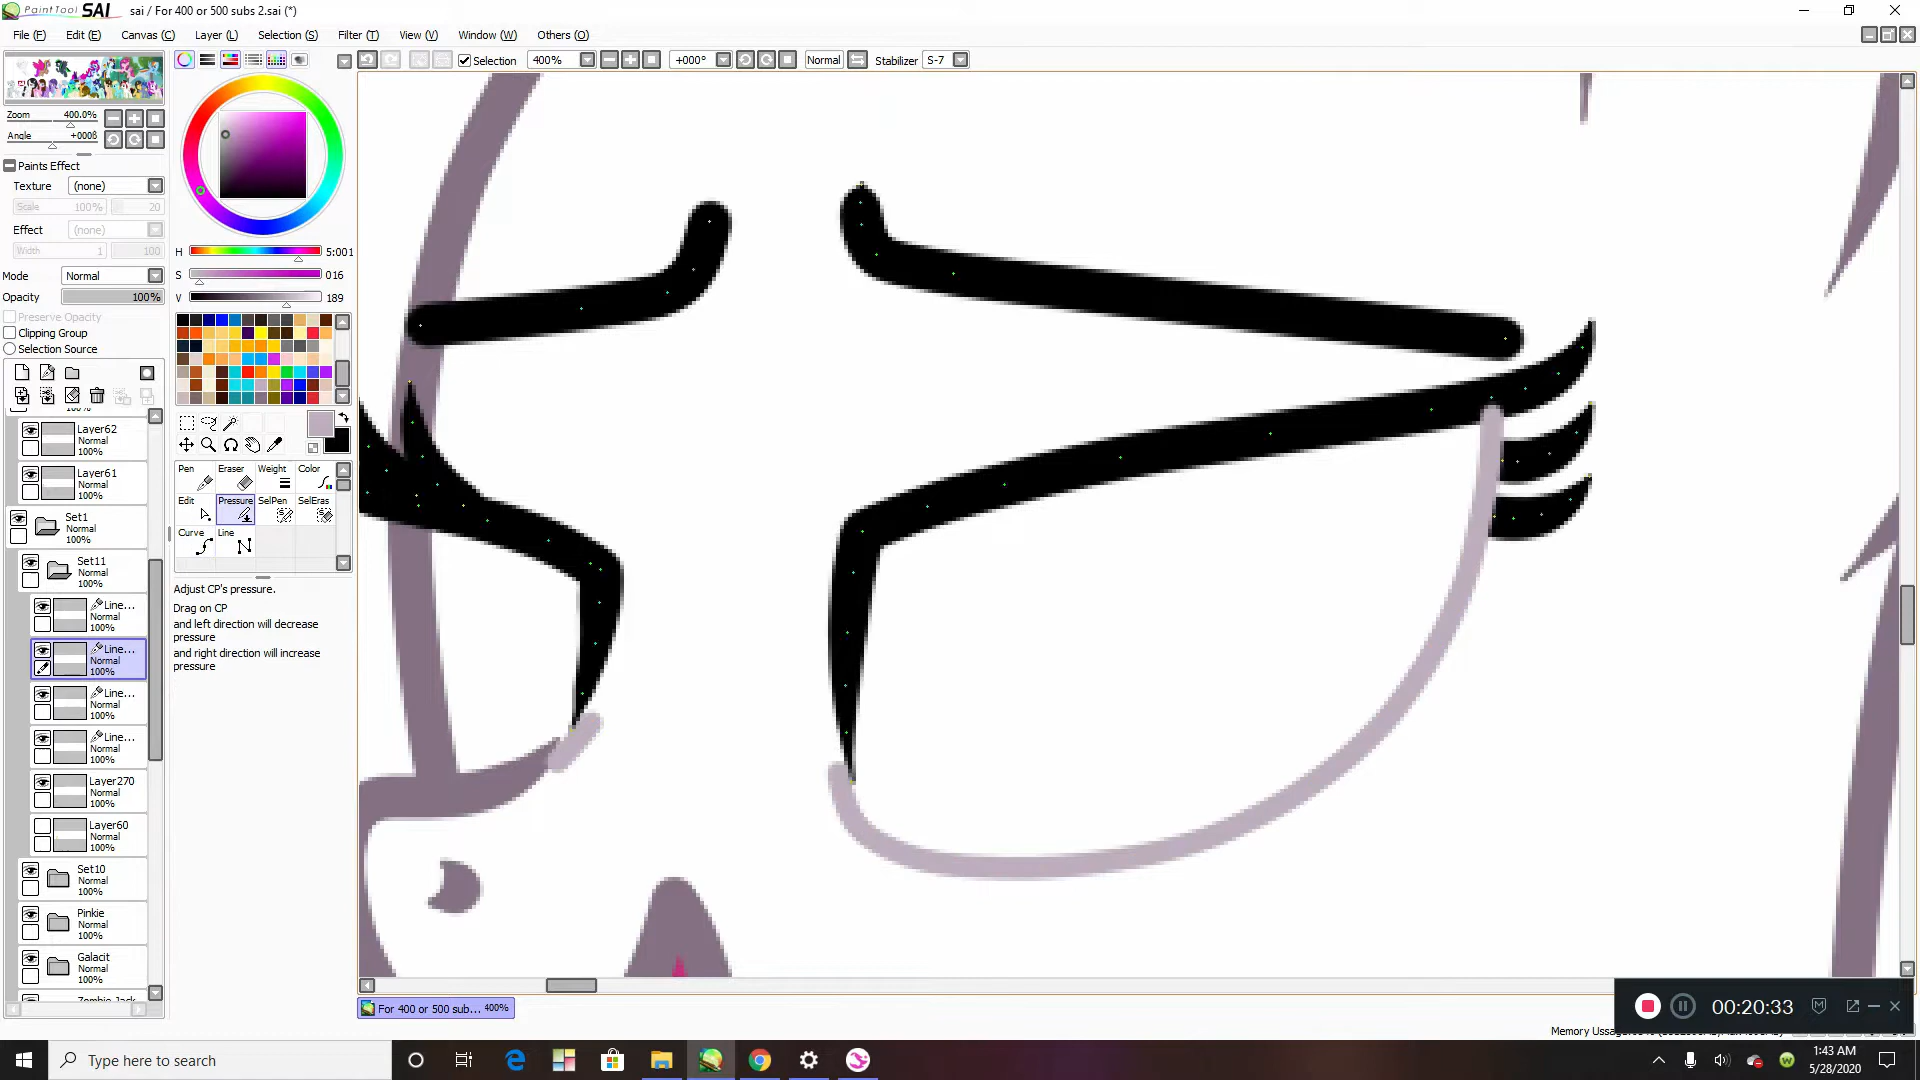 PaintTool SAI sai / For 400 or 500 subs 2.sai (*)
File (F) Edit (E) Canvas (C) Layer (L) Selection (S) Filter (T) View (V) Window (W) Others (O)
Selection 400% +000° Normal Stabilizer S-7
Zoom 400.0%
Angle +000ß
Paints Effect
Texture (none)
Scale 100% 20
Effect (none)
Width 1 100
Mode Normal
Opacity 100%
Preserve Opacity
Clipping Group
Selection Source
H 5:001
S 016
V 189
100%
Layer62
Normal
100%
Layer61
Normal
100%
Set1
Normal
100%
Set11
Normal
100%
Line...
Normal
100%
Line...
Normal
100%
Line...
Normal
100%
Line...
Normal
100%
Layer270
Normal
100%
Layer60
Normal
100%
Set10
Normal
100%
Pinkie
Normal
100%
Galacit
Normal
100%
Pen Eraser Weight Color
Edit Pressure SelPen SelEras
Curve Line
Adjust CP's pressure.
Drag on CP
and left direction will decrease
pressure
and right direction will increase
pressure
For 400 or 500 sub... 400%
00:20:33
Type here to search
1:43 AM
5/28/2020